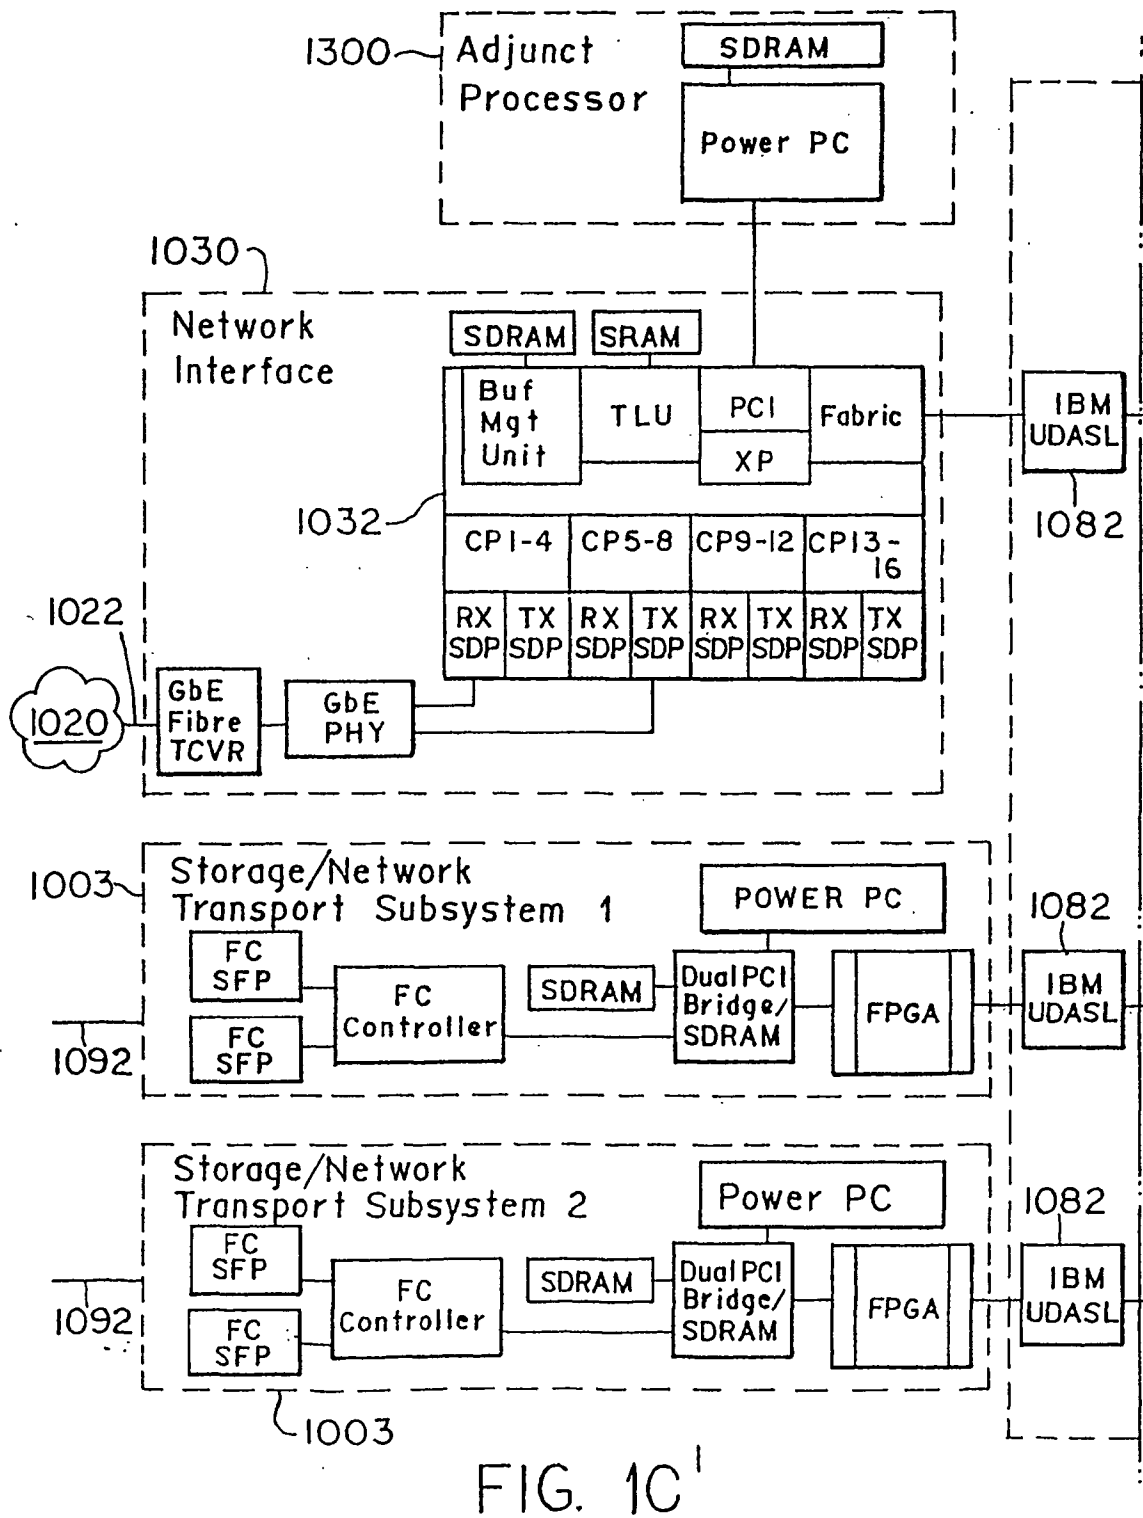 1300
Adjunct
Processor
SDRAM
Power PC
1030
Network
Interface
SDRAM
SRAM
Buf
Mgt
Unit
TLU
PCI
XP
Fabric
IBM
UDASL
1082
1032
CP1-4
CP5-8
CP9-12
CP13-
16
RX
SDP
TX
SDP
RX
SDP
TX
SDP
RX
SDP
TX
SDP
RX
SDP
TX
SDP
1022
1020
GbE
Fibre
TCVR
GbE
PHY
1003
Storage/Network
Transport Subsystem 1
POWER PC
1082
FC
SFP
FC
SFP
FC
Controller
SDRAM
Dual PCI
Bridge/
SDRAM
FPGA
IBM
UDASL
1092
Storage/Network
Transport Subsystem 2
Power PC
1082
FC
SFP
FC
SFP
FC
Controller
SDRAM
Dual PCI
Bridge/
SDRAM
FPGA
IBM
UDASL
1092
1003
FIG. 1C'